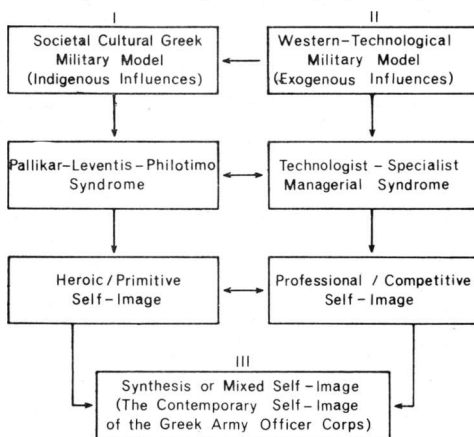 I
Societal Cultural Greek
Military Model
(Indigenous Influences)
II
Western-Technological
Military Model
(Exogenous Influences)
Pallikar-Leventis-Philotimo
Syndrome
Technologist-Specialist
Managerial Syndrome
Heroic/Primitive
Self-Image
Professional/Competitive
Self-Image
III
Synthesis or Mixed Self-Image
(The Contemporary Self-Image
of the Greek Army Officer Corps)